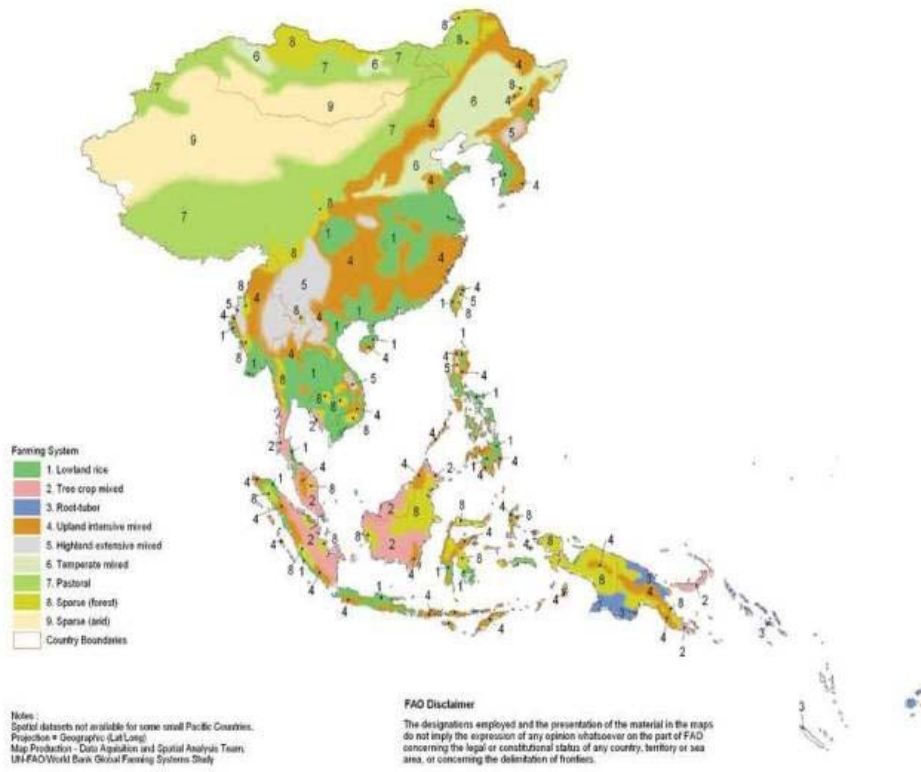 Farming System
1. Lowland rice
2. Tree crop mixed
3. Root-tuber
4. Upland intensive mixed
5. Highland extensive mixed
6. Temperate mixed
7. Pastoral
8. Sparse (forest)
9. Sparse (arid)
Country Boundaries
Notes :
Spatial datasets not available for some small Pacific Countries.
Projection = Geographic (Lat/Long)
Map Production - Data Aquisition and Spatial Analysis Team.
UN-FAO/World Bank Global Farming Systems Study
FAO Disclaimer
The designations employed and the presentation of the material in the maps
do not imply the expression of any opinion whatsoever on the part of FAO
concerning the legal or constitutional status of any country, territory or sea
area, or concerning the delimitation of frontiers.